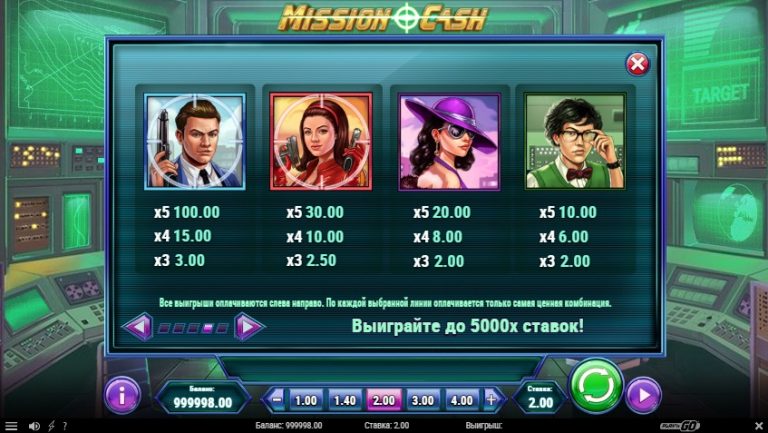 MISSION CASH
TARGET
x5 100.00
x4 15.00
x3 3.00
x5 30.00
x4 10.00
x3 2.50
x5 20.00
x4 8.00
x3 2.00
x5 10.00
x4 6.00
x3 2.00
Все выигрыши оплачиваются слева направо. По каждой выбранной линии оплачивается только самая ценная комбинация.
Выиграйте до 5000x ставок!
Баланс:
999998.00
1.00 1.40 2.00 3.00 4.00
Ставка:
2.00
Баланс: 999998.00 Ставка: 2.00 Выигрыш:
PLAY'N GO